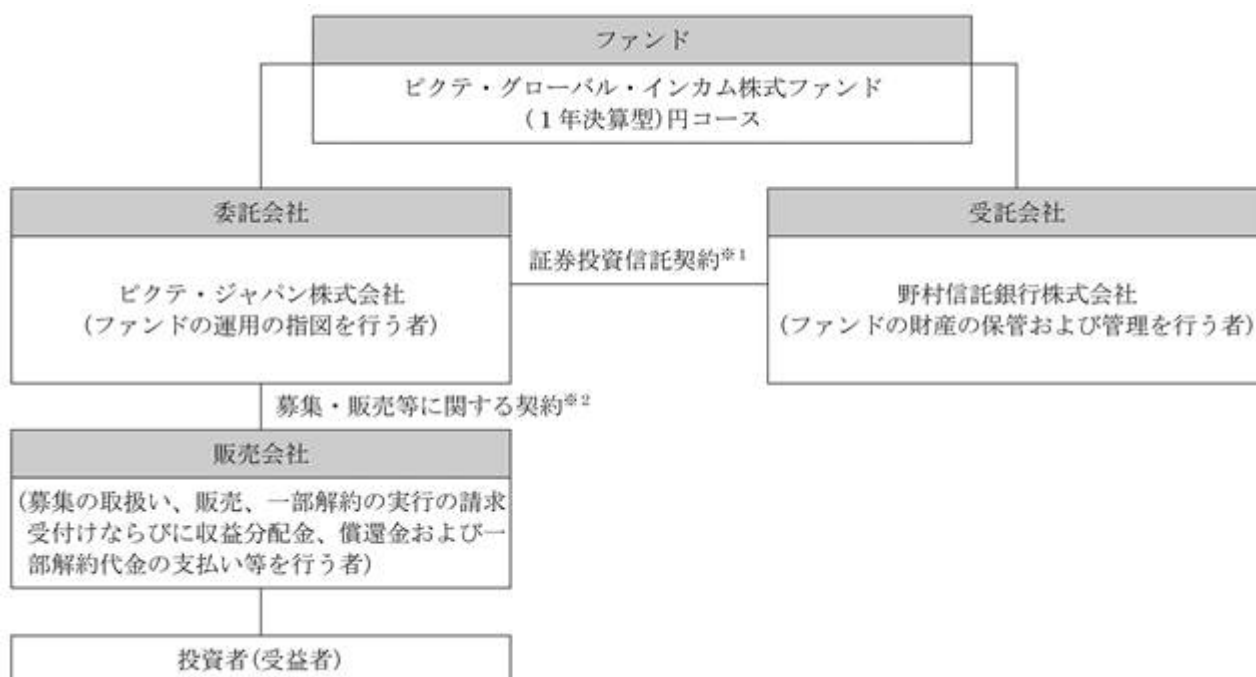 ファンド
ピクテ・グローバル・インカム株式ファンド
(1年決算型)円コース
委託会社
受託会社
ピクテ・ジャパン株式会社
(ファンドの運用の指図を行う者)
証券投資信託契約※1
野村信託銀行株式会社
(ファンドの財産の保管および管理を行う者)
募集・販売等に関する契約※2
販売会社
(募集の取扱い、販売、一部解約の実行の請求
受付けならびに収益分配金、償還金および一
部解約代金の支払い等を行う者)
投資者(受益者)